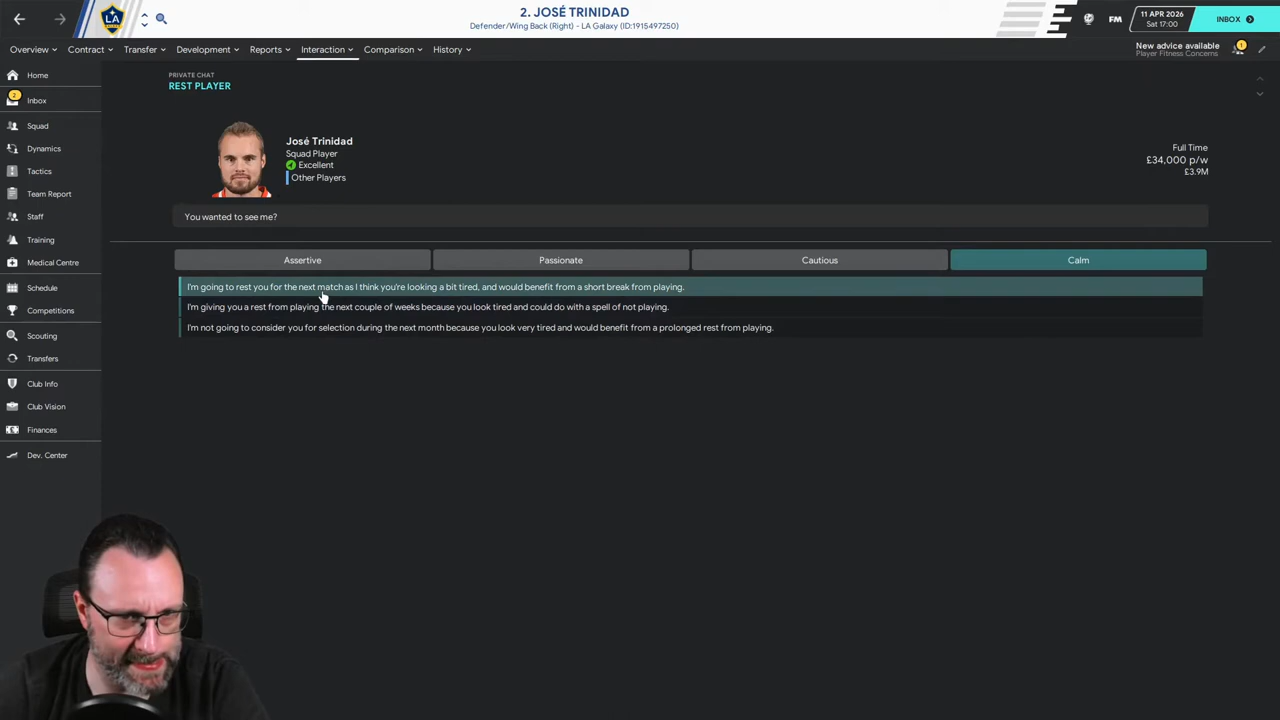 LA
2. JOSÉ TRINIDAD
Defender/Wing Back (Right) - LA Galaxy (ID:1915497250)
FM
11 APR 2026
Sat 17:00
INBOX
Overview
Contract
Transfer
Development
Reports
Interaction
Comparison
History
New advice available
Player Fitness Concerns
1
Home
2
Inbox
Squad
Dynamics
Tactics
Team Report
Staff
Training
Medical Centre
Schedule
Competitions
Scouting
Transfers
Club Info
Club Vision
Finances
Dev. Center
PRIVATE CHAT
REST PLAYER
José Trinidad
Squad Player
Excellent
Other Players
Full Time
£34,000 p/w
£3.9M
You wanted to see me?
Assertive
Passionate
Cautious
Calm
I'm going to rest you for the next match as I think you're looking a bit tired, and would benefit from a short break from playing.
I'm giving you a rest from playing the next couple of weeks because you look tired and could do with a spell of not playing.
I'm not going to consider you for selection during the next month because you look very tired and would benefit from a prolonged rest from playing.